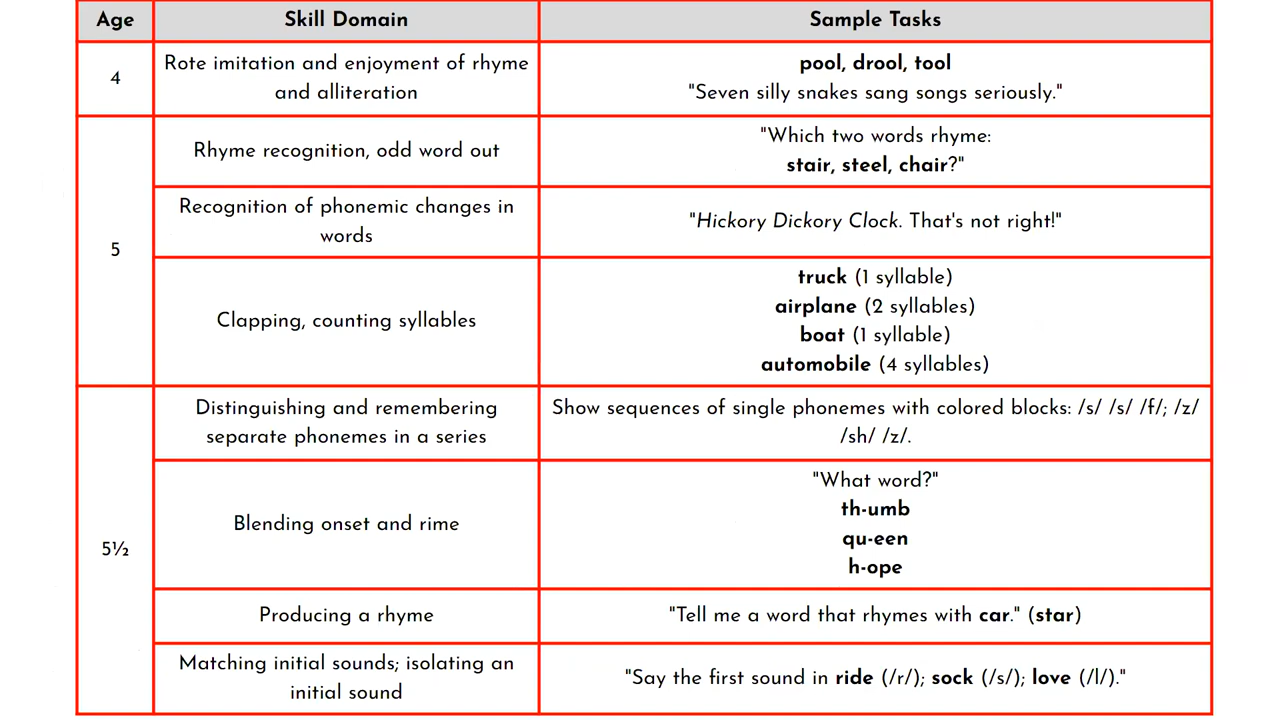 Age Skill Domain Sample Tasks
4
Rote imitation and enjoyment of rhyme
and alliteration
pool, drool, tool
"Seven silly snakes sang songs seriously."
5
Rhyme recognition, odd word out
"Which two words rhyme:
stair, steel, chair?"
Recognition of phonemic changes in
words
"Hickory Dickory Clock. That's not right!"
Clapping, counting syllables
truck (1 syllable)
airplane (2 syllables)
boat (1 syllable)
automobile (4 syllables)
5½
Distinguishing and remembering
separate phonemes in a series
Show sequences of single phonemes with colored blocks: /s/ /s/ /f/; /z/
/sh/ /z/.
Blending onset and rime
"What word?"
th-umb
qu-een
h-ope
Producing a rhyme
"Tell me a word that rhymes with car." (star)
Matching initial sounds; isolating an
initial sound
"Say the first sound in ride (/r/); sock (/s/); love (/l/)."